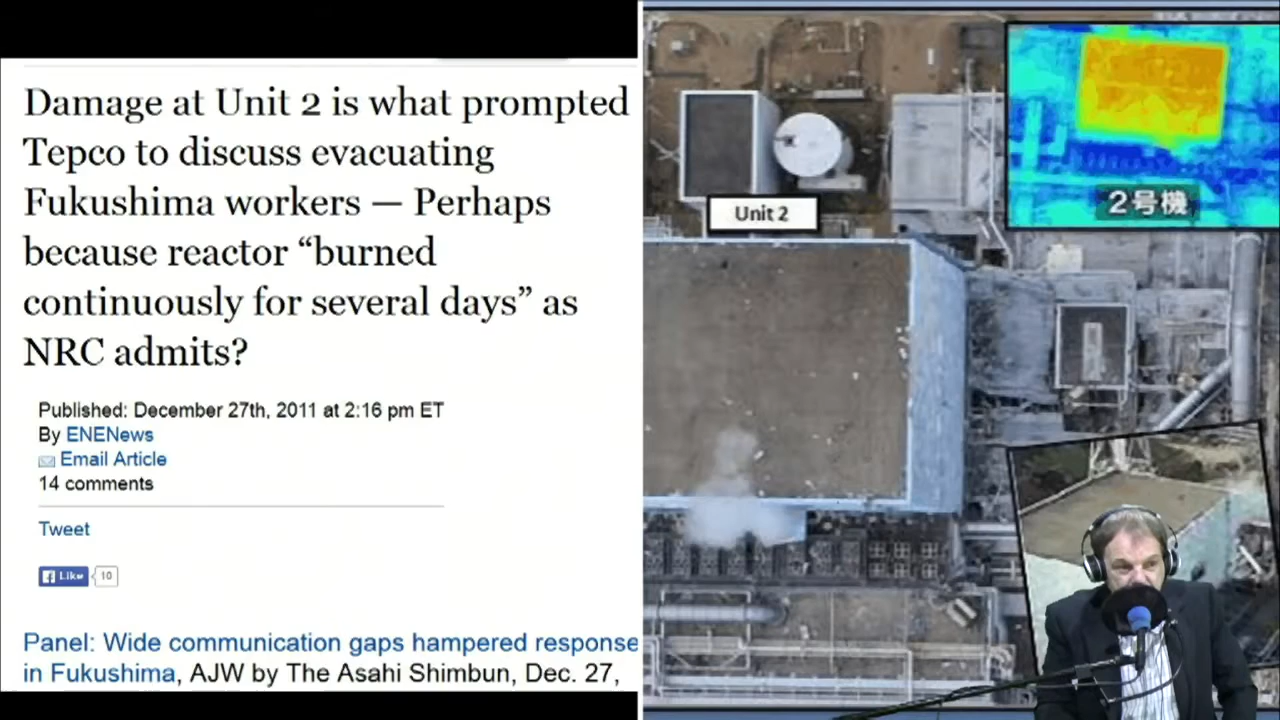 Damage at Unit 2 is what prompted
Tepco to discuss evacuating
Fukushima workers — Perhaps
because reactor “burned
continuously for several days” as
NRC admits?
Published: December 27th, 2011 at 2:16 pm ET
By ENENews
Email Article
14 comments
Tweet
Like 10
Panel: Wide communication gaps hampered response
in Fukushima, AJW by The Asahi Shimbun, Dec. 27,
Unit 2
2号機